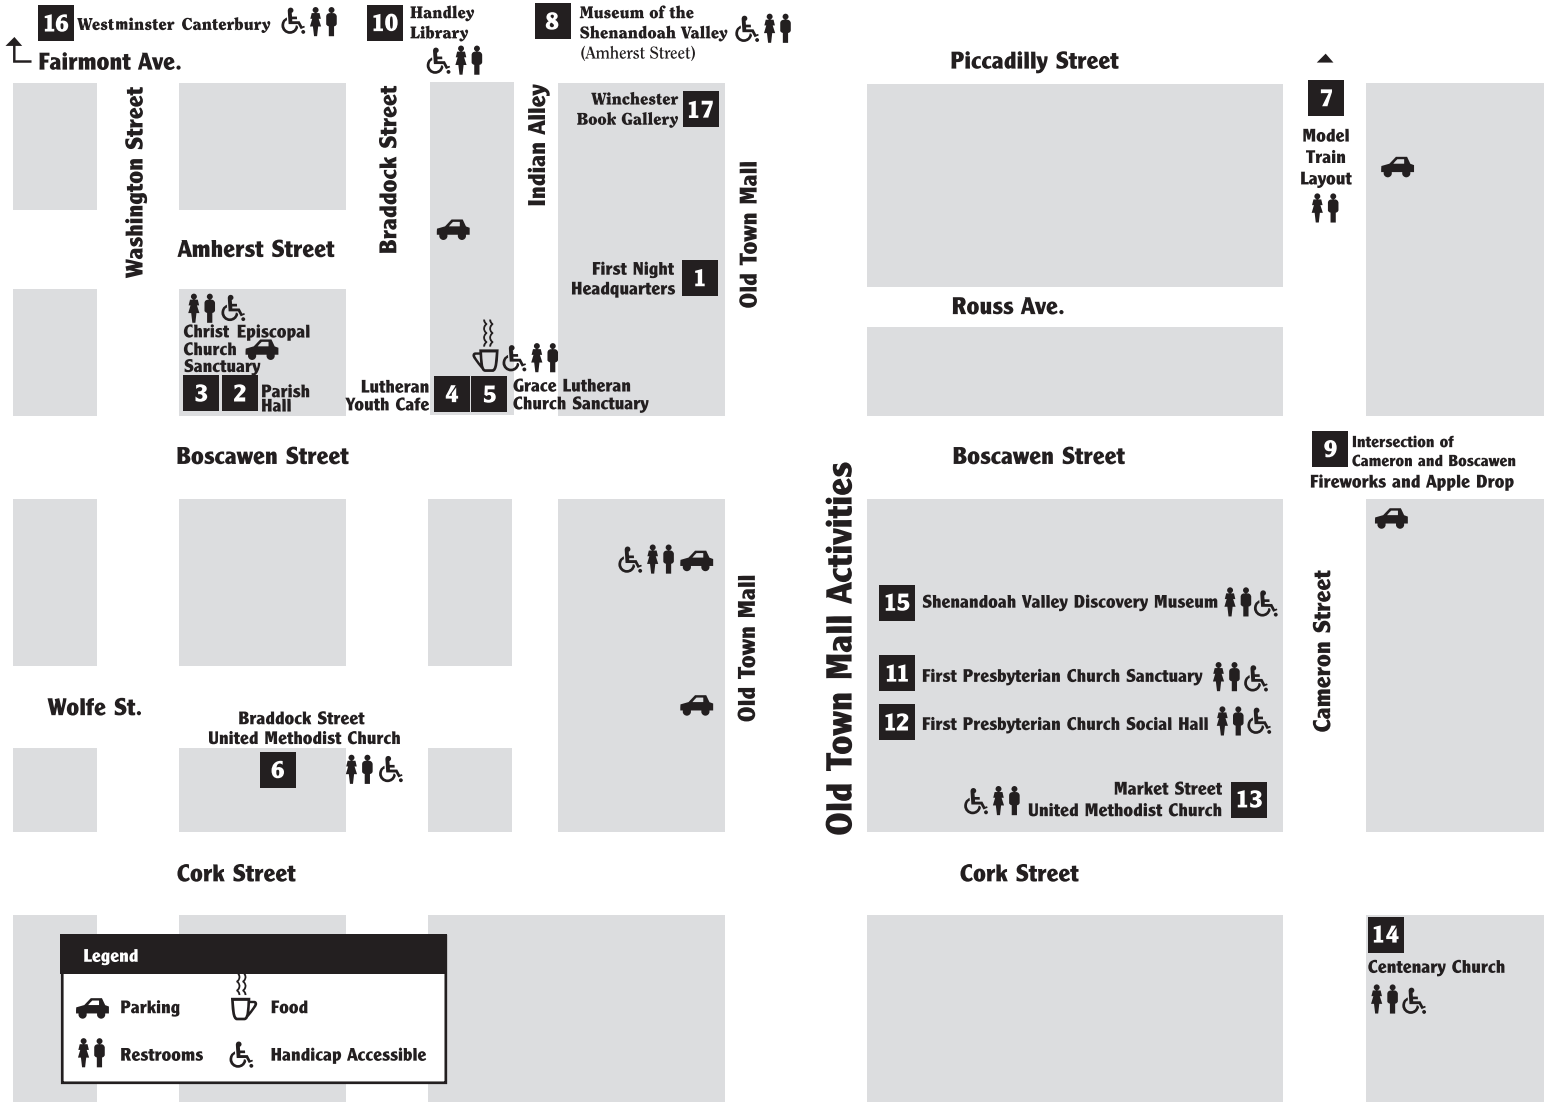 16 Westminster Canterbury
Fairmont Ave.
10 Handley
Library
8 Museum of the
Shenandoah Valley
(Amherst Street)
Piccadilly Street
7
Model
Train
Layout
Washington Street
Braddock Street
Indian Alley
Winchester
Book Gallery 17
Old Town Mall
Amherst Street
First Night
Headquarters 1
Rouss Ave.
Christ Episcopal
Church
Sanctuary
3 2 Parish
Hall
Lutheran
Youth Cafe 4
5 Grace Lutheran
Church Sanctuary
Boscawen Street
Boscawen Street
9 Intersection of
Cameron and Boscawen
Fireworks and Apple Drop
Old Town Mall Activities
Old Town Mall
15 Shenandoah Valley Discovery Museum
11 First Presbyterian Church Sanctuary
12 First Presbyterian Church Social Hall
Market Street
United Methodist Church 13
Cameron Street
Wolfe St.
Braddock Street
United Methodist Church
6
Cork Street
Cork Street
14
Centenary Church
Legend
Parking
Food
Restrooms
Handicap Accessible